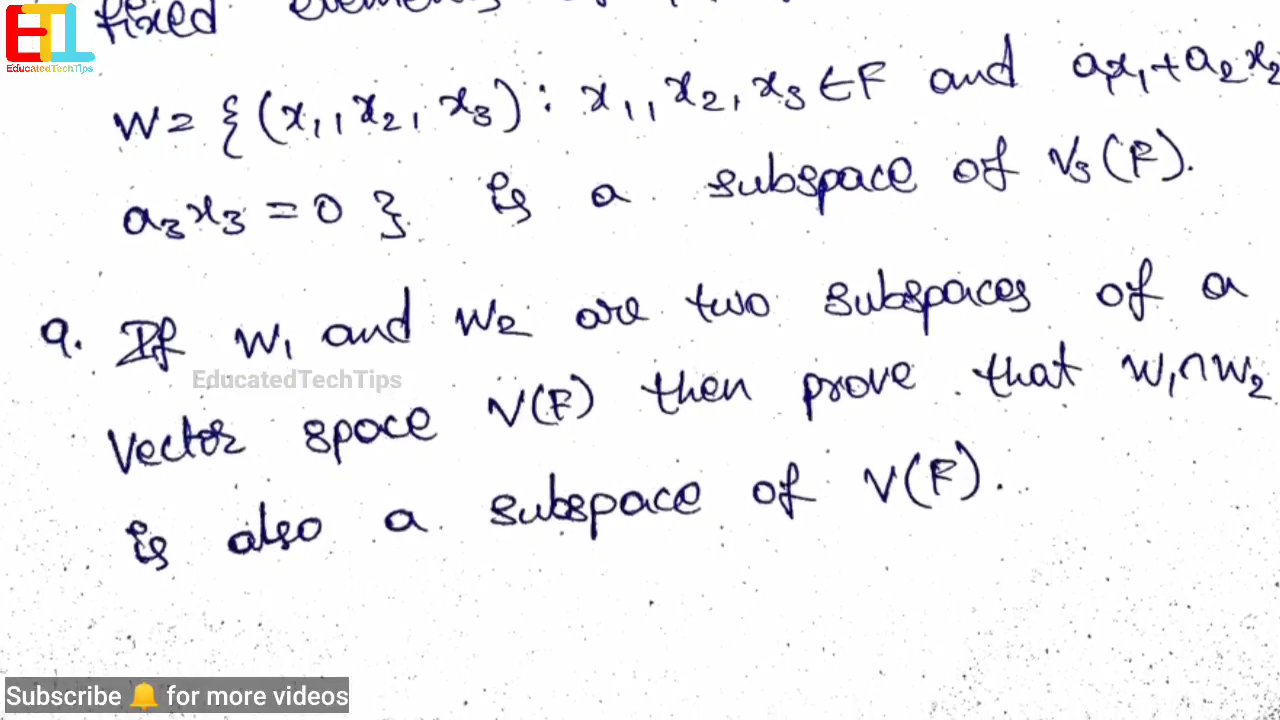 ETL
EducatedTechTips
fixed elements of
W = { (x₁, x₂, x₃) : x₁, x₂, x₃ ∈ F and a₁x₁ + a₂x₂
a₃x₃ = 0 } is a subspace of V₃(F).
9. If W₁ and W₂ are two subspaces of a
EducatedTechTips
Vector space V(F) then prove that W₁∩W₂
is also a subspace of V(F).
Subscribe 🔔 for more videos